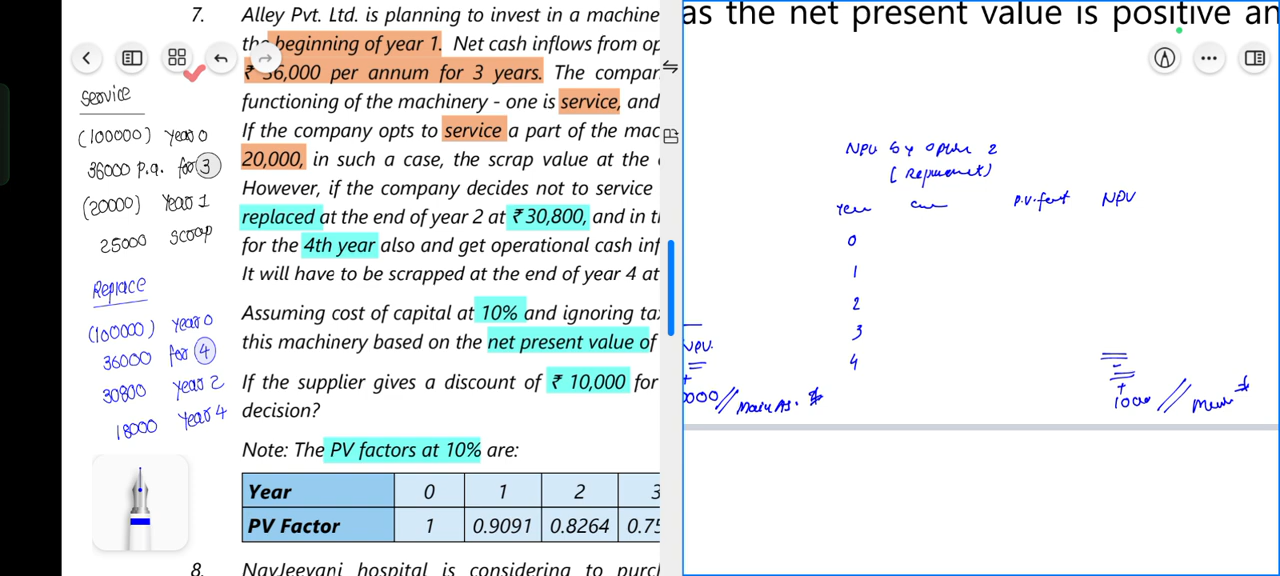 7. Alley Pvt. Ltd. is planning to invest in a machine
the beginning of year 1. Net cash inflows from op
₹ 36,000 per annum for 3 years. The compan
functioning of the machinery - one is service, and
If the company opts to service a part of the mac
20,000, in such a case, the scrap value at the
However, if the company decides not to service
replaced at the end of year 2 at ₹ 30,800, and in t
for the 4th year also and get operational cash inf
It will have to be scrapped at the end of year 4 at
Assuming cost of capital at 10% and ignoring ta
this machinery based on the net present value of
If the supplier gives a discount of ₹ 10,000 for
decision?
Note: The PV factors at 10% are:
Year 0 1 2 3
PV Factor 1 0.9091 0.8264 0.75
8. NavJeevani hospital is considering to purc
Service
(100000) Year 0
36000 p.a. for 3
(20000) Year 1
25000 scrap
Replace
(100000) Year 0
36000 for 4
30800 Year 2
18000 Year 4
as the net present value is positive an
NPV by option 2
Year P.V. fact NPV
0
1
2
3
4
NPV.
+
+